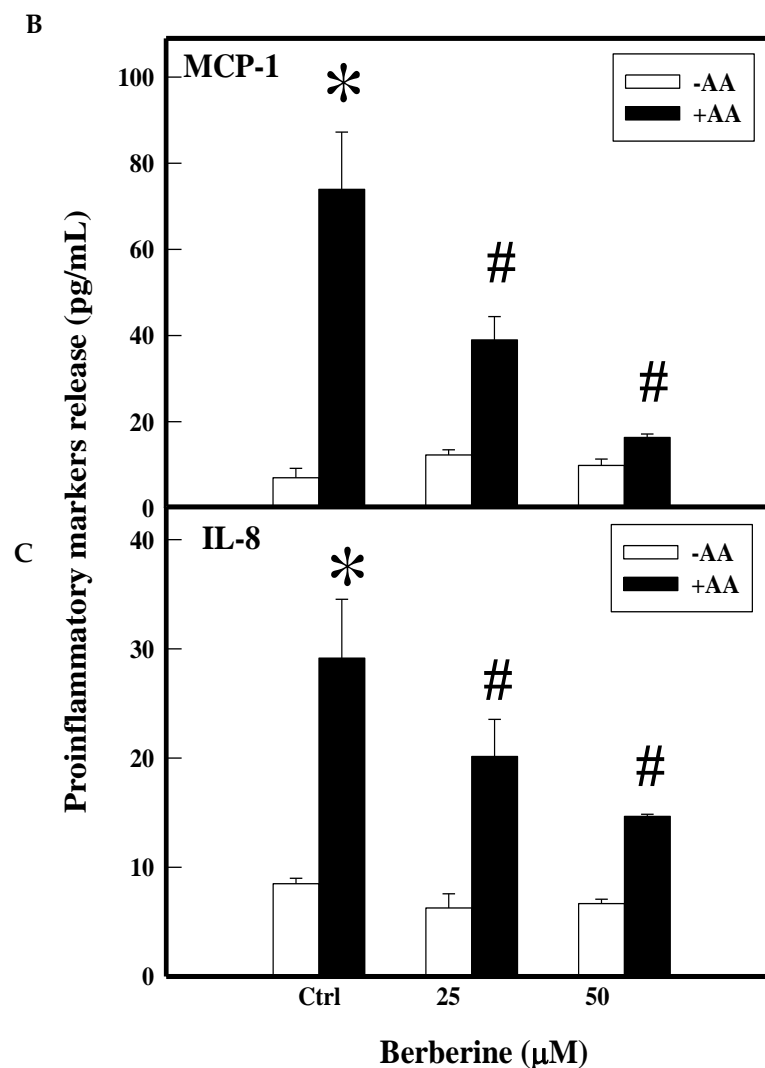 B
MCP-1
*
-AA
+AA
100
80
60
40
20
0
#
#
Proinflammatory markers release (pg/mL)
C
IL-8
*
-AA
+AA
40
30
20
10
0
#
#
Ctrl 25 50
Berberine (μM)